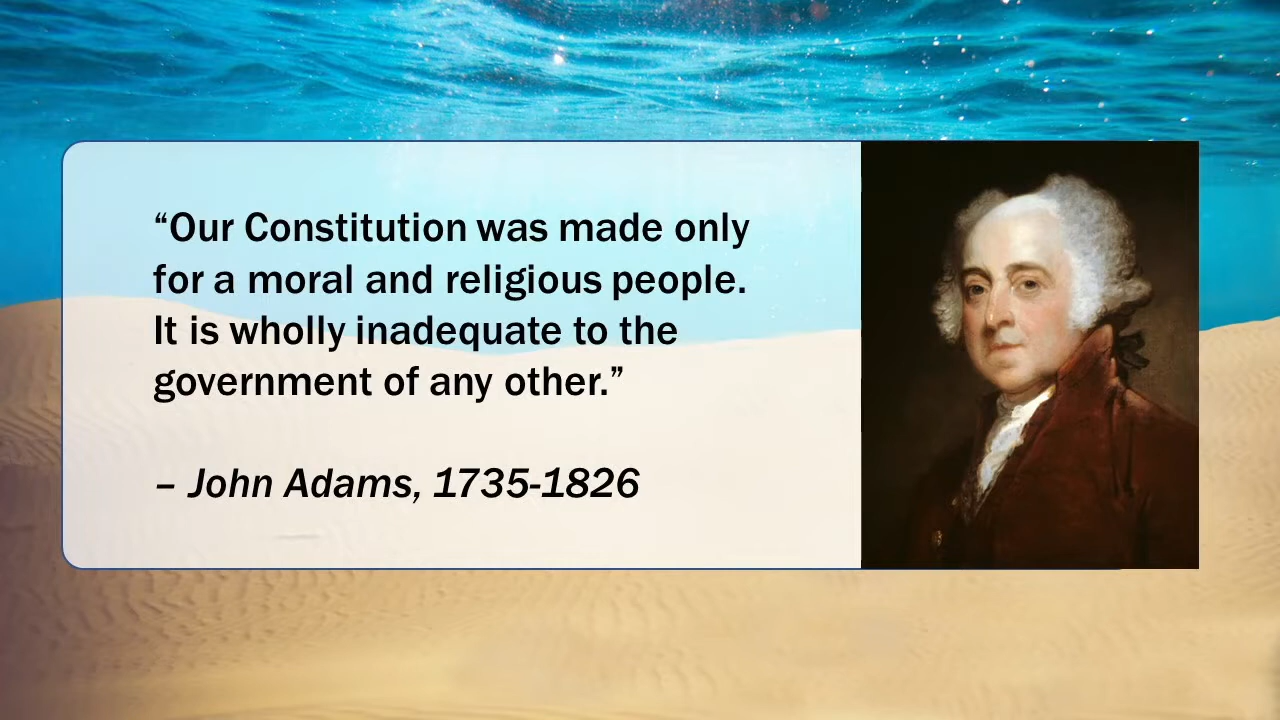 “Our Constitution was made only
for a moral and religious people.
It is wholly inadequate to the
government of any other.”
– John Adams, 1735-1826